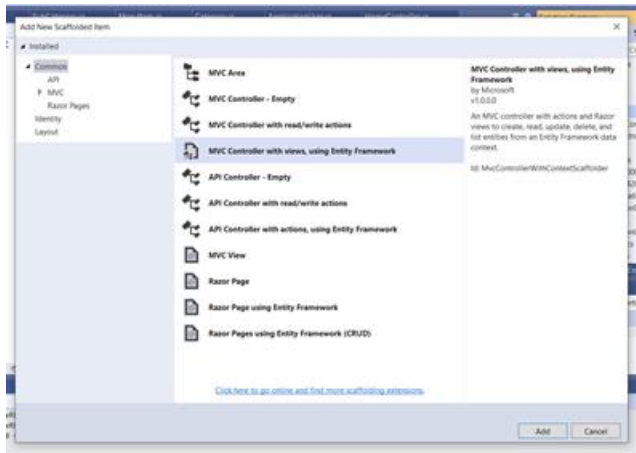 Add New Scaffolded Item
Installed
Common
API
MVC
Razor Pages
Identity
Layout
MVC Area
MVC Controller - Empty
MVC Controller with read/write actions
MVC Controller with views, using Entity Framework
API Controller - Empty
API Controller with read/write actions
API Controller with actions, using Entity Framework
MVC View
Razor Page
Razor Page using Entity Framework
Razor Pages using Entity Framework (CRUD)
Click here to go online and find more scaffolding extensions.
MVC Controller with views, using Entity
Framework
by Microsoft
v1.0.0.0
An MVC controller with actions and Razor
views to create, read, update, delete, and
list entities from an Entity Framework data
context.
Id: MvcControllerWithContextScaffolder
Add
Cancel